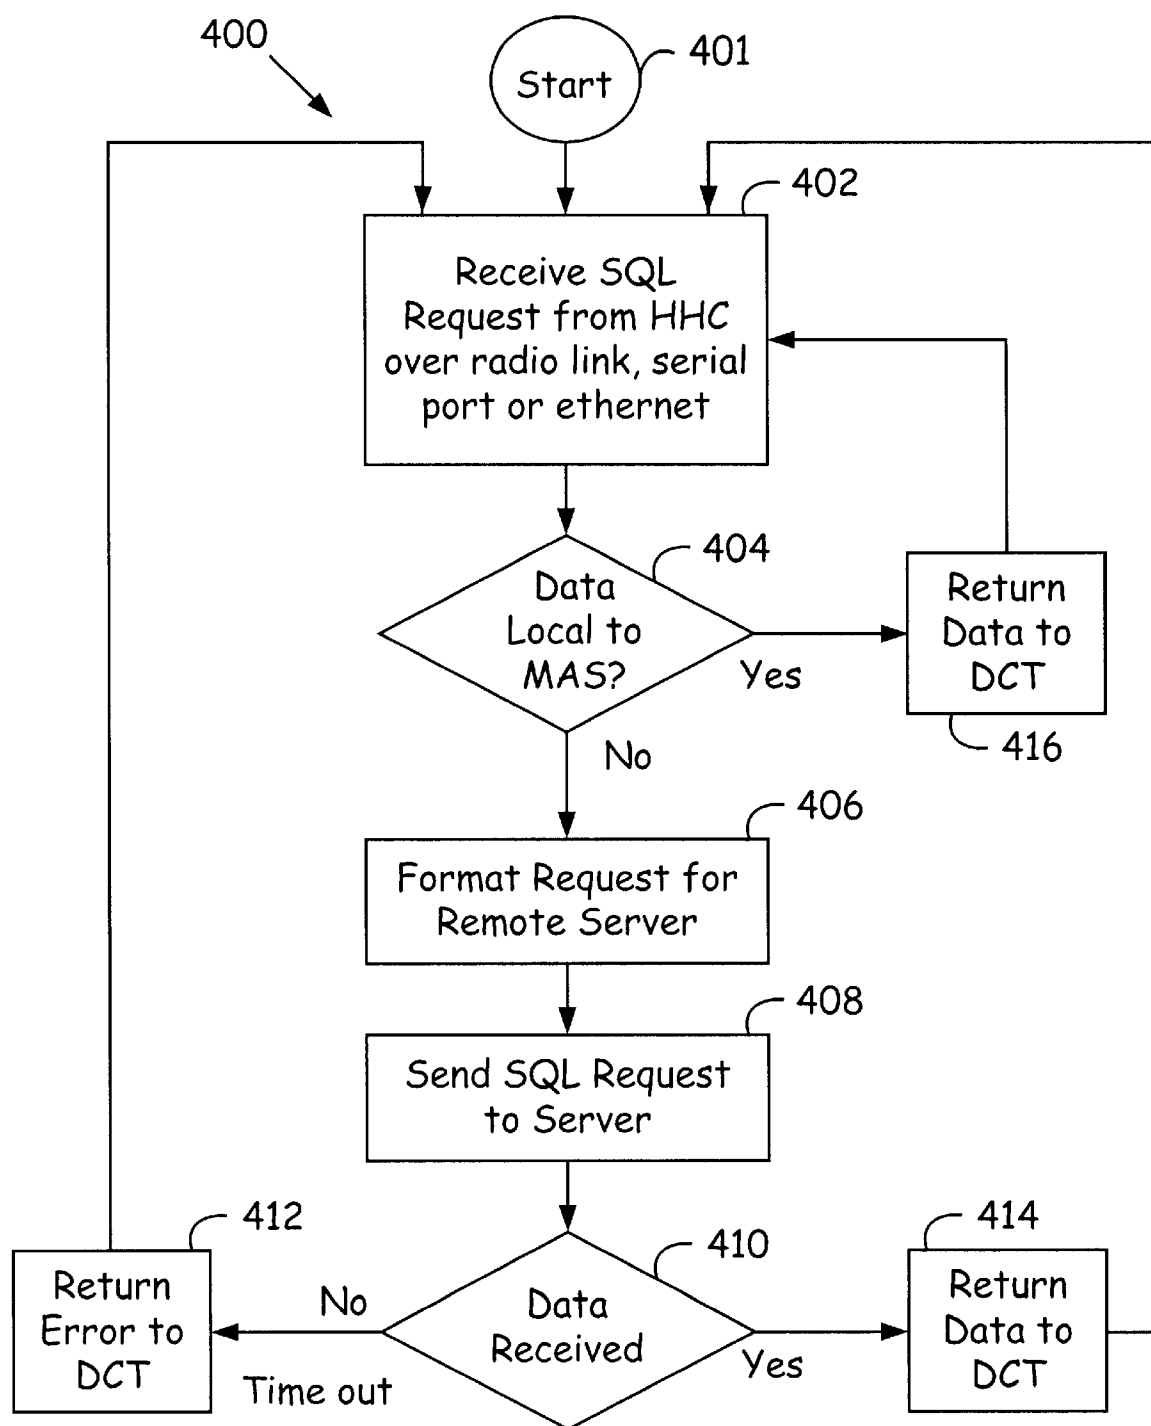 400
Start
401
402
Receive SQL
Request from HHC
over radio link, serial
port or ethernet
404
Data
Local to
MAS?
Yes
Return
Data to
DCT
416
No
406
Format Request for
Remote Server
408
Send SQL Request
to Server
412
Return
Error to
DCT
No
Time out
410
Data
Received
Yes
414
Return
Data to
DCT